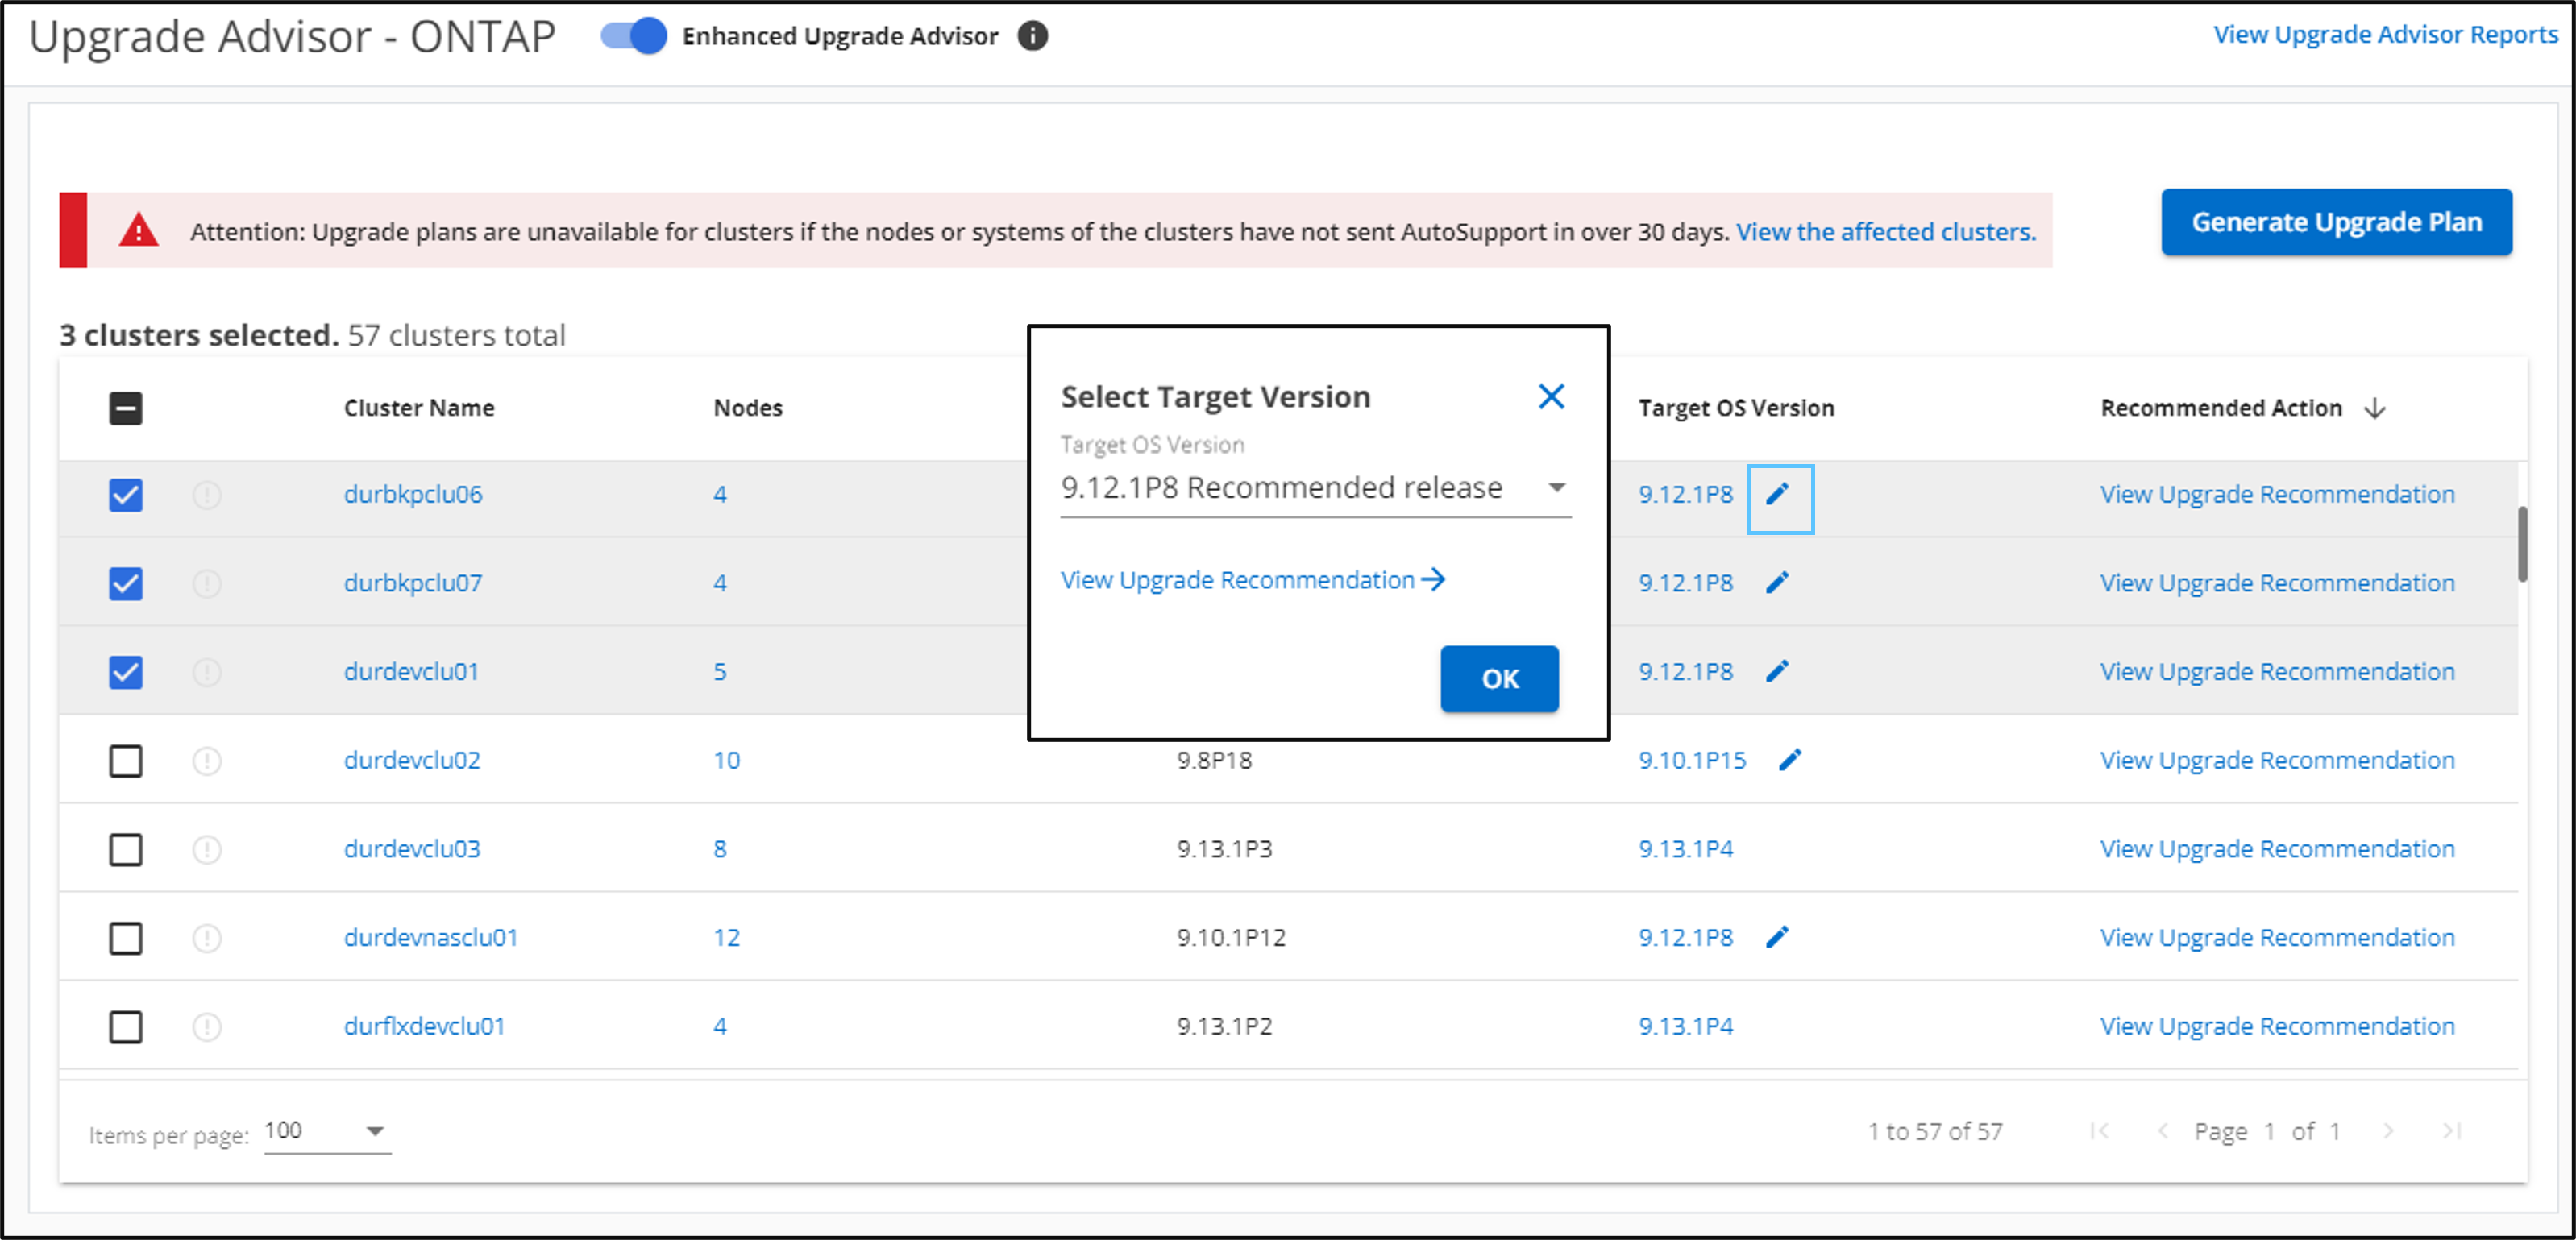 Upgrade Advisor - ONTAP Enhanced Upgrade Advisor View Upgrade Advisor Reports
Attention: Upgrade plans are unavailable for clusters if the nodes or systems of the clusters have not sent AutoSupport in over 30 days. View the affected clusters.
Generate Upgrade Plan
3 clusters selected. 57 clusters total
Cluster Name Nodes Target OS Version Recommended Action
durbkpclu06 4 9.12.1P8 View Upgrade Recommendation
durbkpclu07 4 9.12.1P8 View Upgrade Recommendation
durdevclu01 5 9.12.1P8 View Upgrade Recommendation
Select Target Version
Target OS Version
9.12.1P8 Recommended release
View Upgrade Recommendation
OK
durdevclu02 10 9.8P18 9.10.1P15 View Upgrade Recommendation
durdevclu03 8 9.13.1P3 9.13.1P4 View Upgrade Recommendation
durdevnasclu01 12 9.10.1P12 9.12.1P8 View Upgrade Recommendation
durflxdevclu01 4 9.13.1P2 9.13.1P4 View Upgrade Recommendation
Items per page: 100 1 to 57 of 57 Page 1 of 1